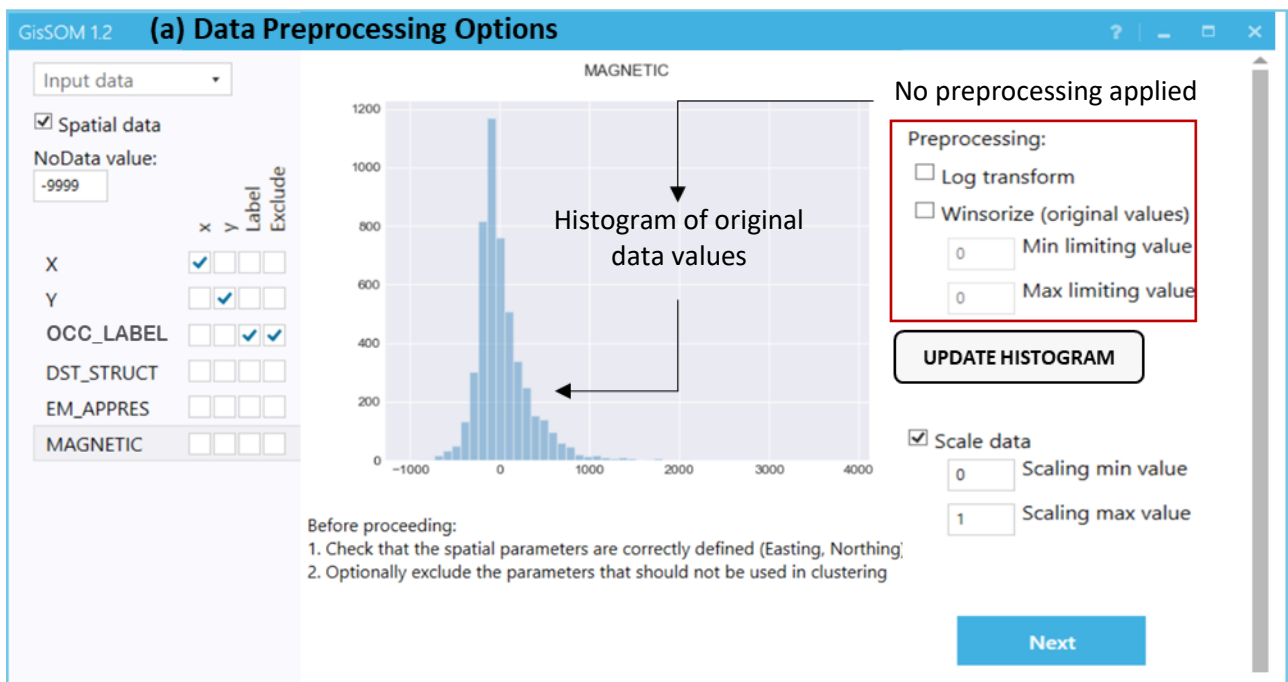 GisSOM 1.2
(a) Data Preprocessing Options
?
Input data
Spatial data
NoData value:
-9999
x
y
Label
Exclude
X
Y
OCC_LABEL
DST_STRUCT
EM_APPRES
MAGNETIC
MAGNETIC
1200
1000
800
600
400
200
0
−1000
0
1000
2000
3000
4000
Histogram of original
data values
Before proceeding:
1. Check that the spatial parameters are correctly defined (Easting, Northing)
2. Optionally exclude the parameters that should not be used in clustering
No preprocessing applied
Preprocessing:
Log transform
Winsorize (original values)
0 Min limiting value
0 Max limiting value
UPDATE HISTOGRAM
Scale data
0 Scaling min value
1 Scaling max value
Next